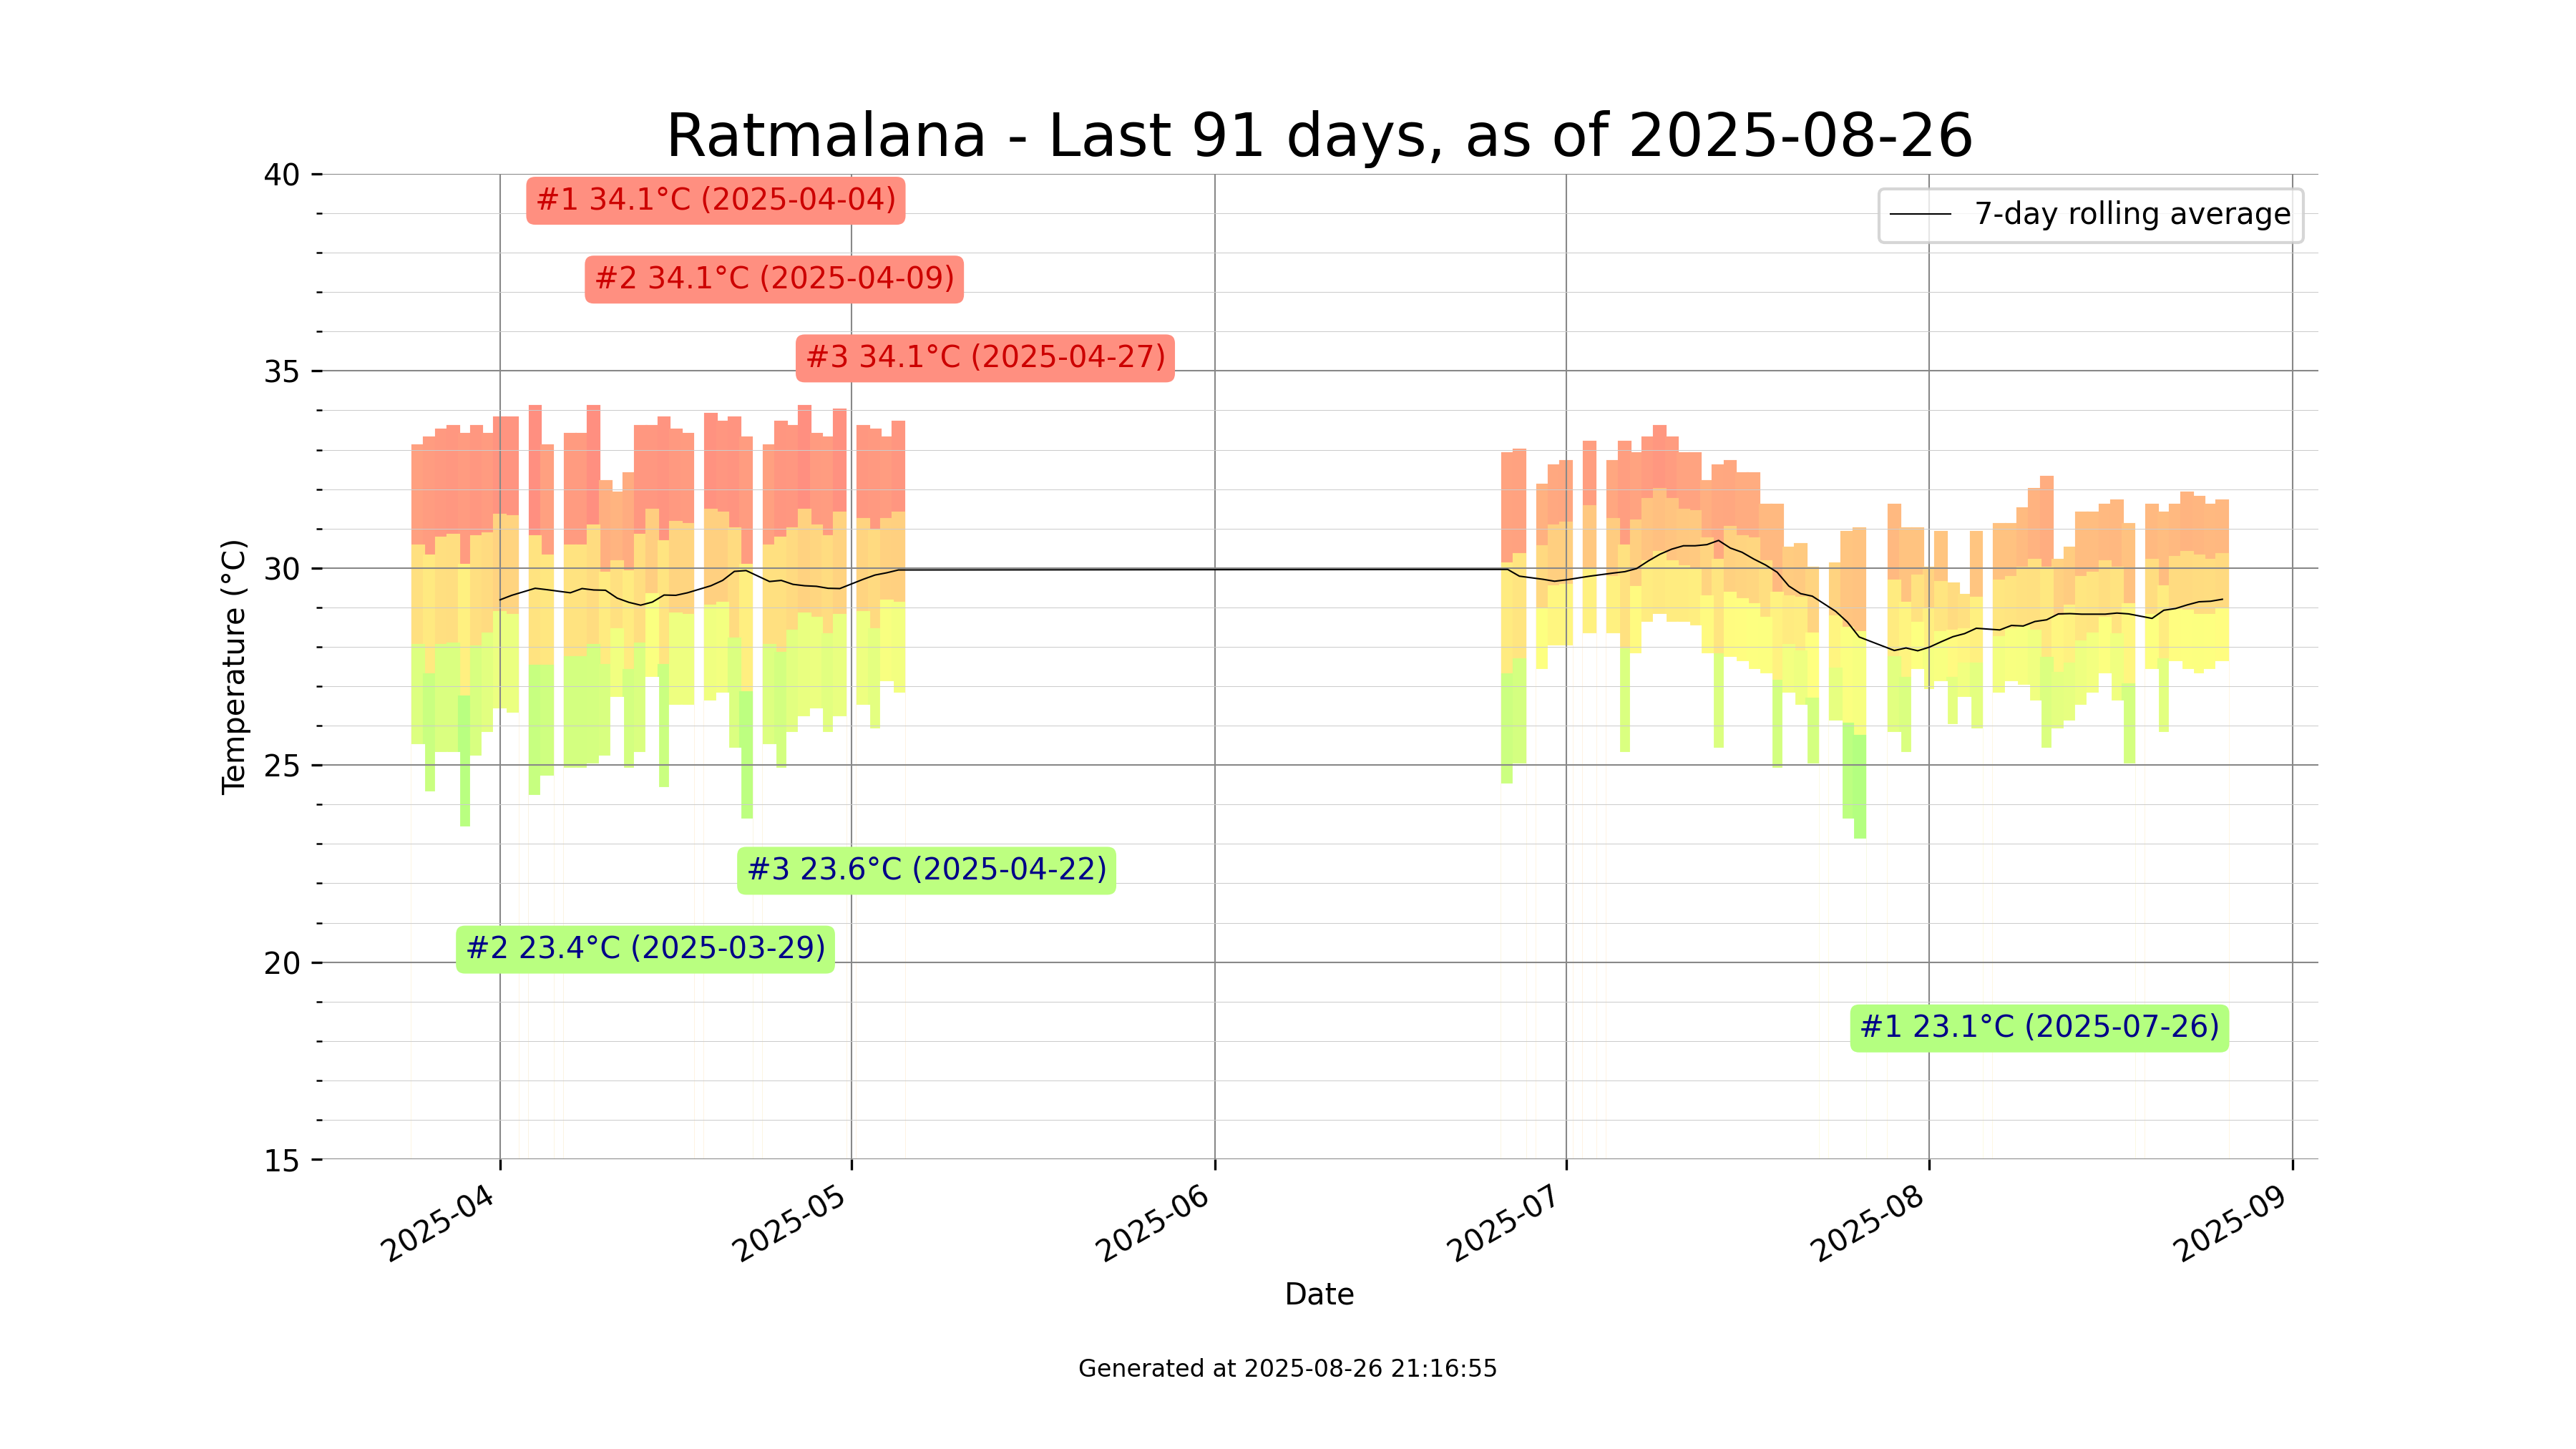 Ratmalana - Last 91 days, as of 2025-08-26
40
#1 34.1°C (2025-04-04)
7-day rolling average
#2 34.1°C (2025-04-09)
#3 34.1°C (2025-04-27)
35
30
Temperature (°C)
25
#3 23.6°C (2025-04-22)
#2 23.4°C (2025-03-29)
20
#1 23.1°C (2025-07-26)
15
2025-04
2025-05
2025-06
2025-07
2025-08
2025-09
Date
Generated at 2025-08-26 21:16:55